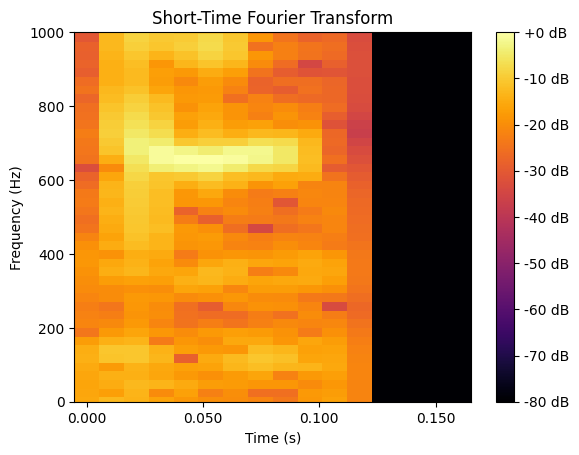 Short-Time Fourier Transform
1000
800
600
400
200
0
Frequency (Hz)
0.000
0.050
0.100
0.150
Time (s)
+0 dB
-10 dB
-20 dB
-30 dB
-40 dB
-50 dB
-60 dB
-70 dB
-80 dB